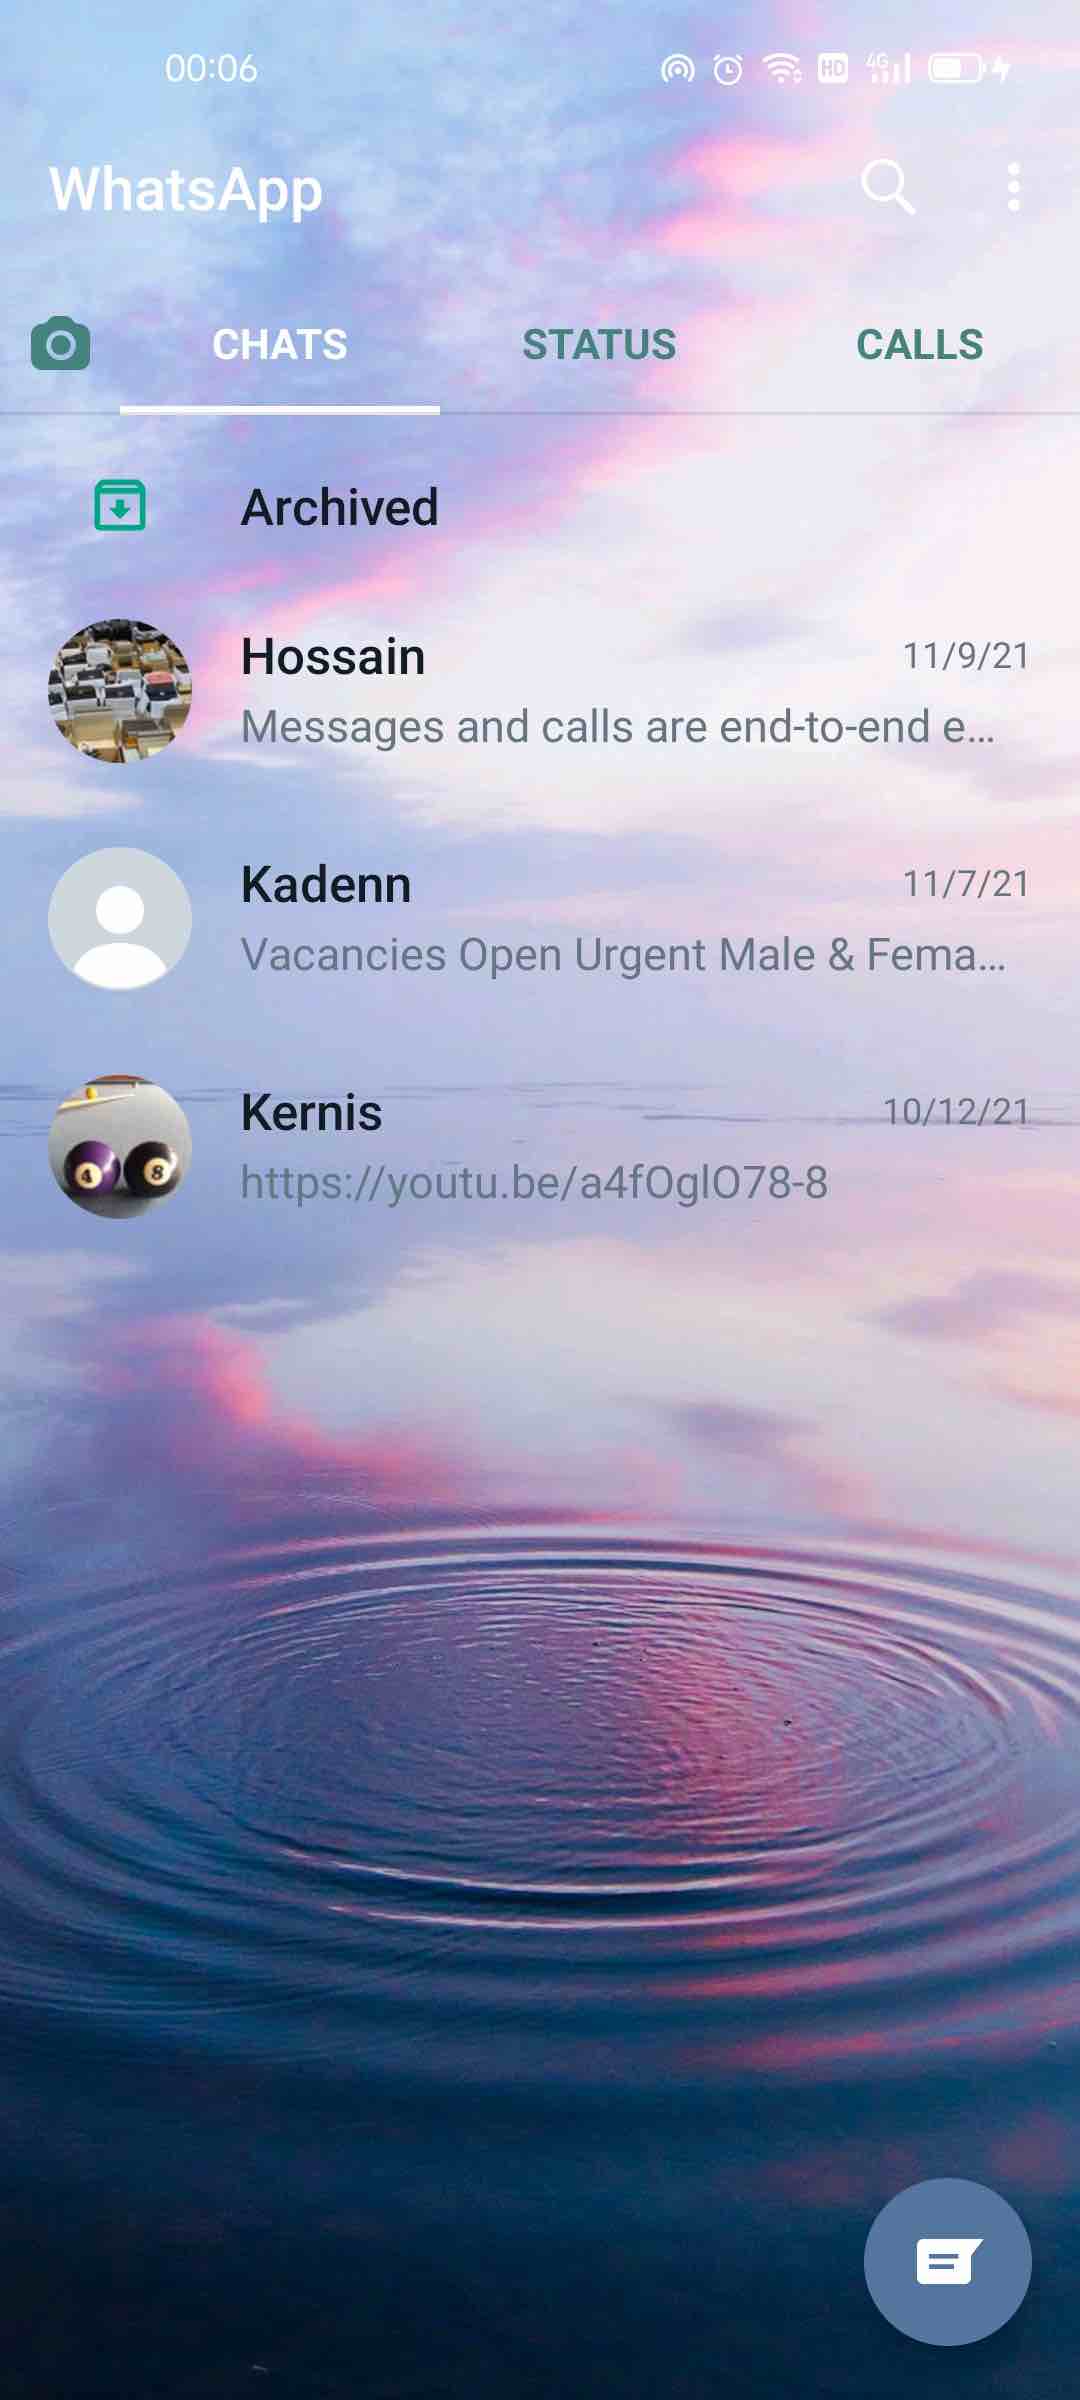 00:06 HD 4G
WhatsApp
CHATS STATUS CALLS
Archived
Hossain 11/9/21
Messages and calls are end-to-end e...
Kadenn 11/7/21
Vacancies Open Urgent Male & Fema...
4 8
Kernis 10/12/21
https://youtu.be/a4fOglO78-8